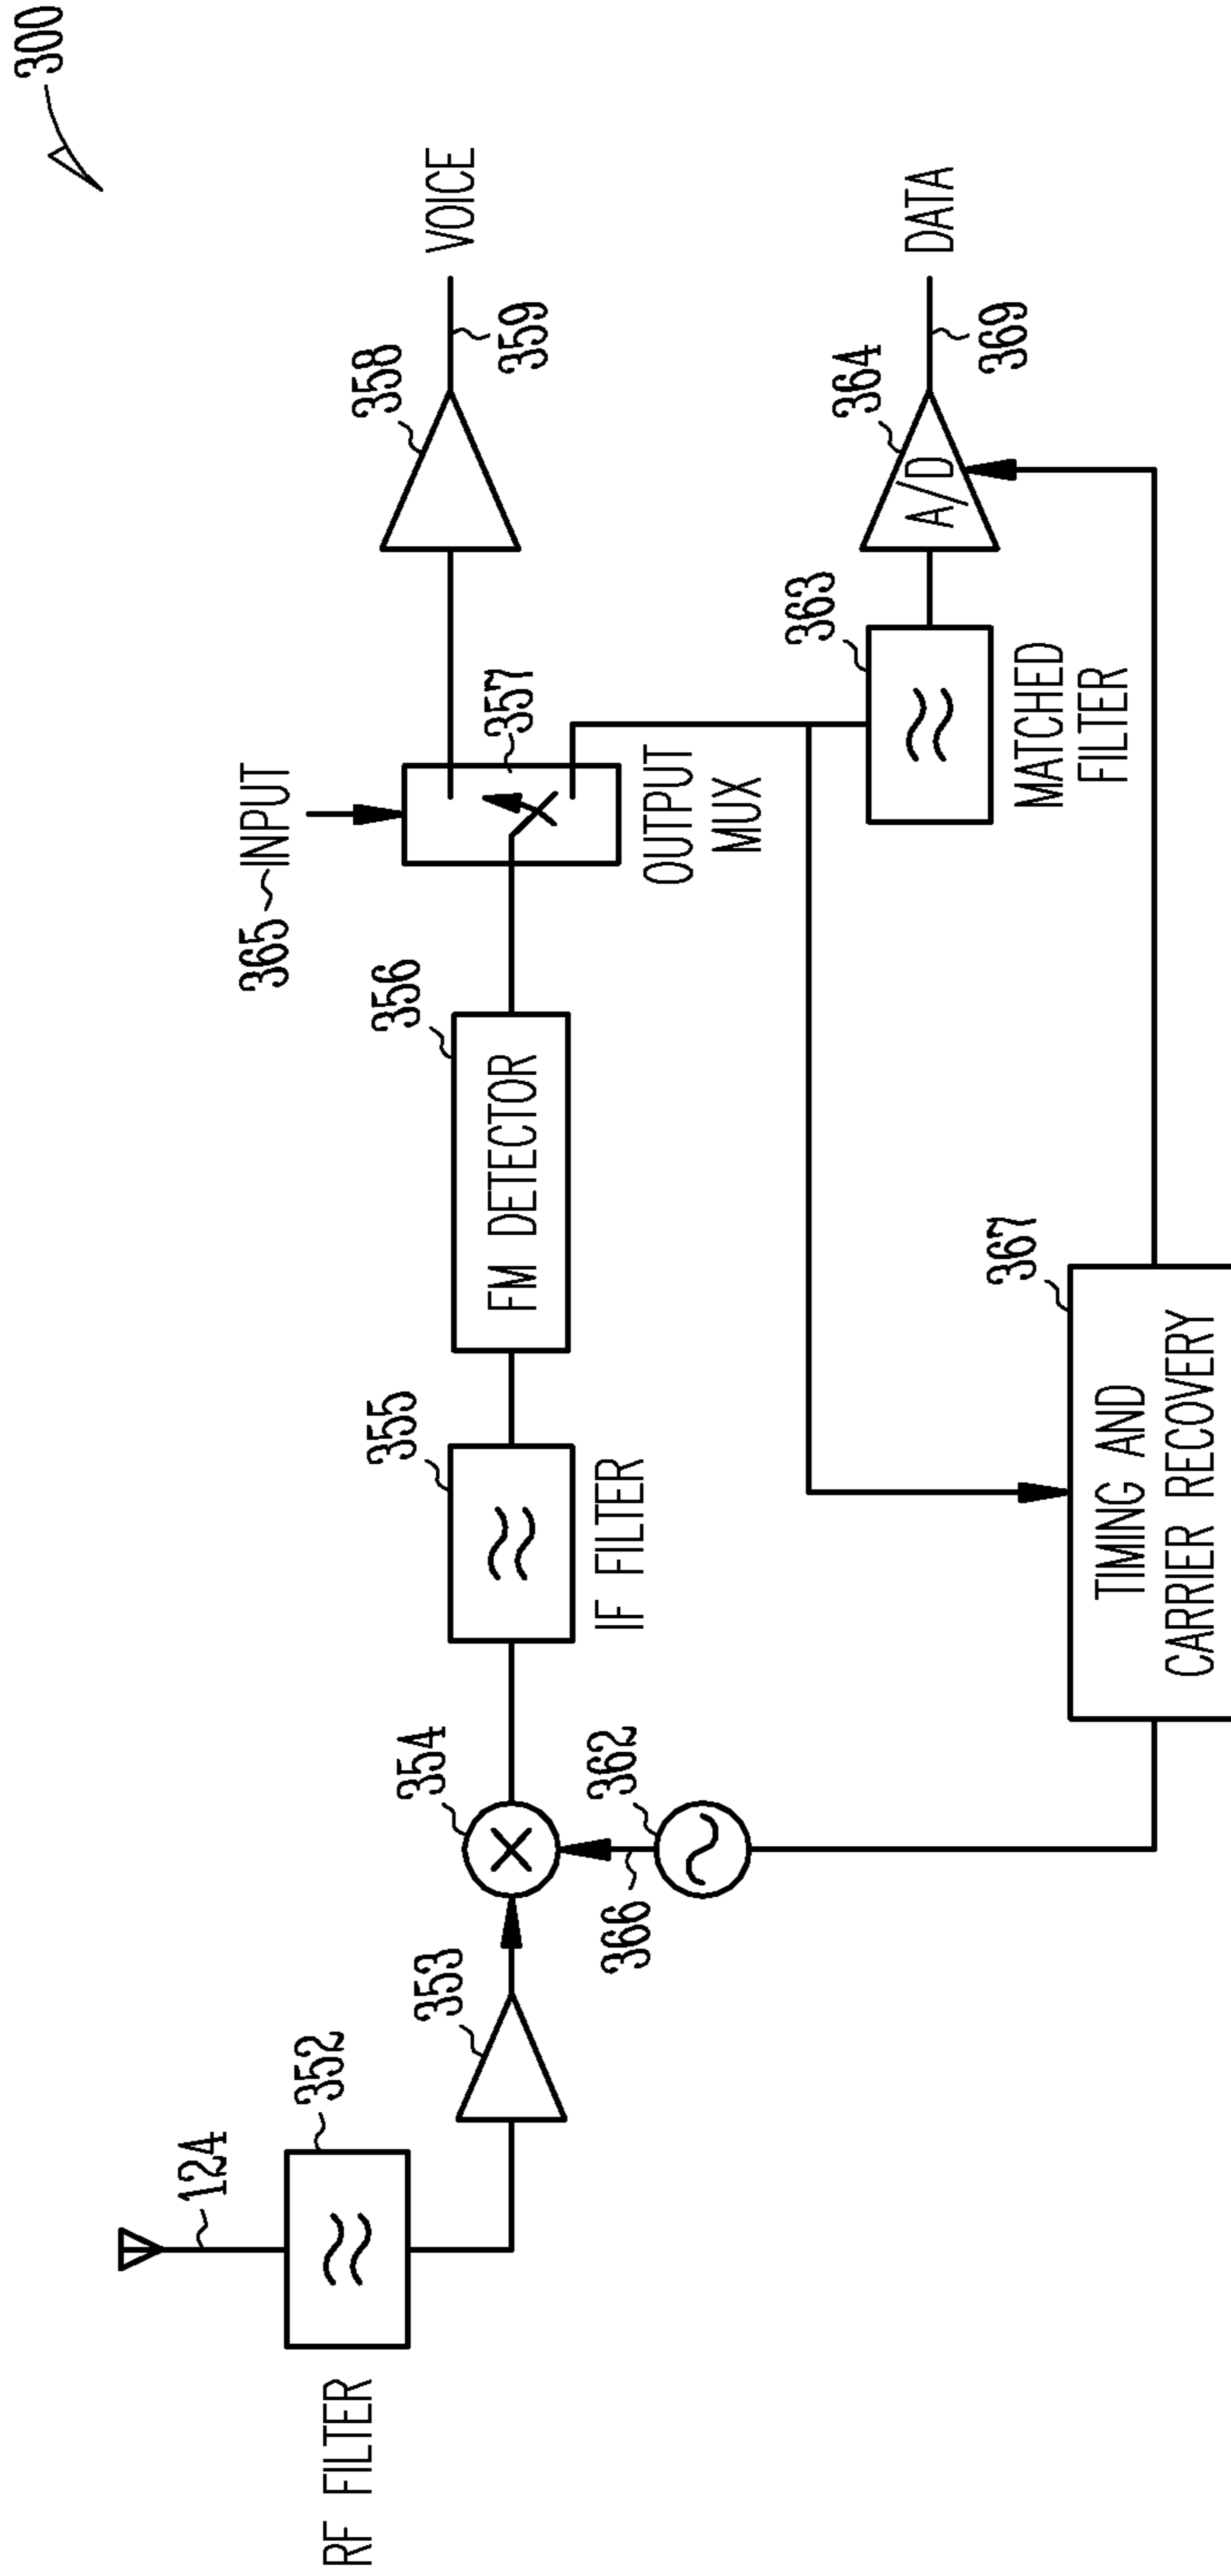 300
124
352
RF FILTER
353
354
366
362
355
IF FILTER
356
FM DETECTOR
365
INPUT
357
OUTPUT
MUX
358
359
VOICE
363
MATCHED
FILTER
364
A/D
369
DATA
367
TIMING AND
CARRIER RECOVERY